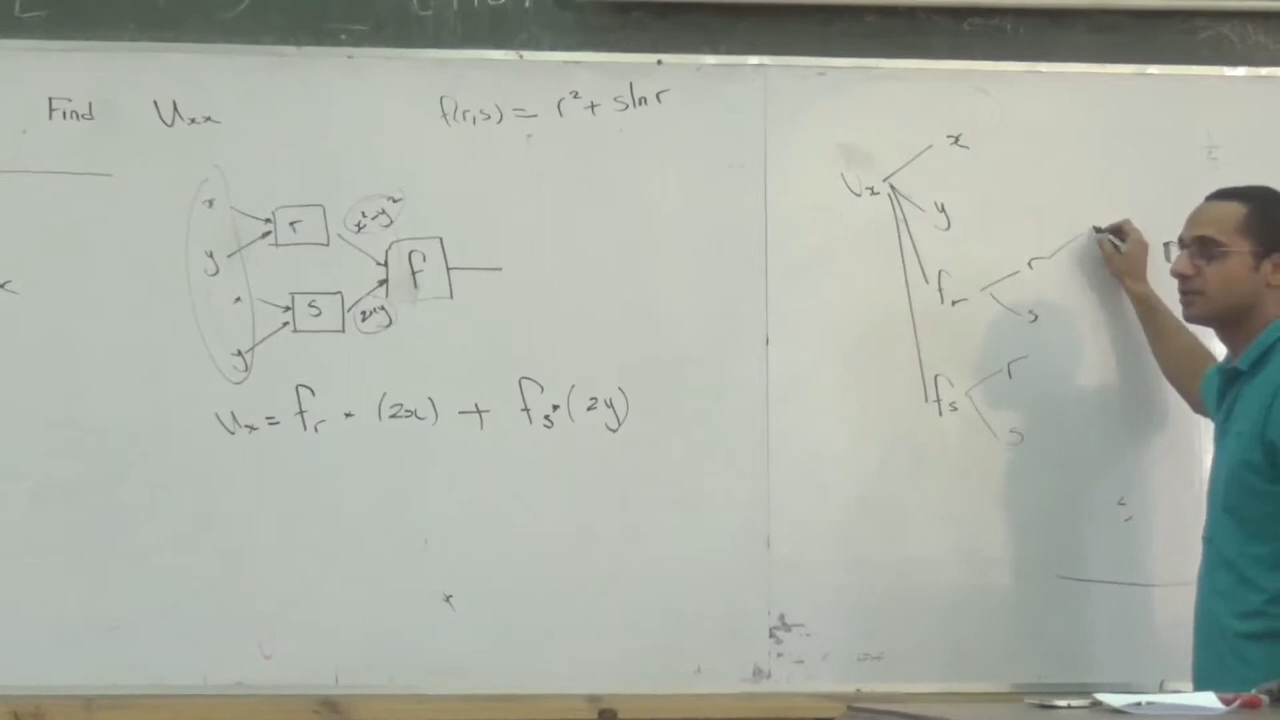 Find Uxx
f(r,s) = r² + s ln r
x
y
r
x²-y²
f
x
y
s
2xy
Ux = fr · (2x) + fs · (2y)
Ux
x
y
fr
r
s
fs
r
s